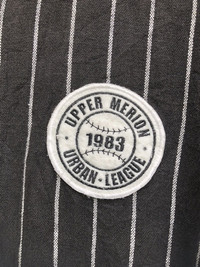 UPPER MERION
1983
URBAN-LEAGUE